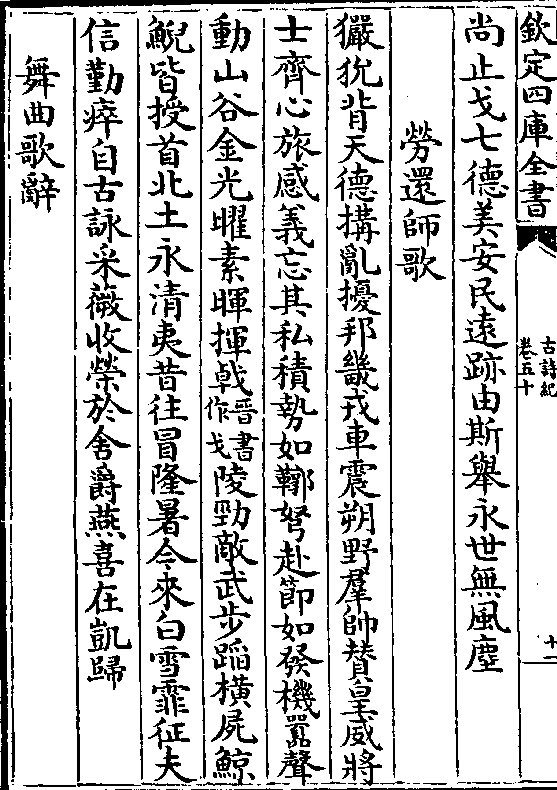 欽定四庫全書
古詩紀
卷五十
十一
尚止戈七德美安民遠跡由斯舉永世無風塵
勞還師歌
玁狁背天德搆亂擾邦畿戎車震朔野羣帥賛皇威將
士齊心旅感義忘其私積勢如鞹弩赴節如發機嚻聲
動山谷金光曜素暉揮戟晉書作戈陵勁敵武步蹈橫屍鯨
鯢皆授首北土永清夷昔往冒隆暑今來白雪霏征夫
信勤瘁自古詠采薇收榮於舍爵燕喜在凱歸
舞曲歌辭